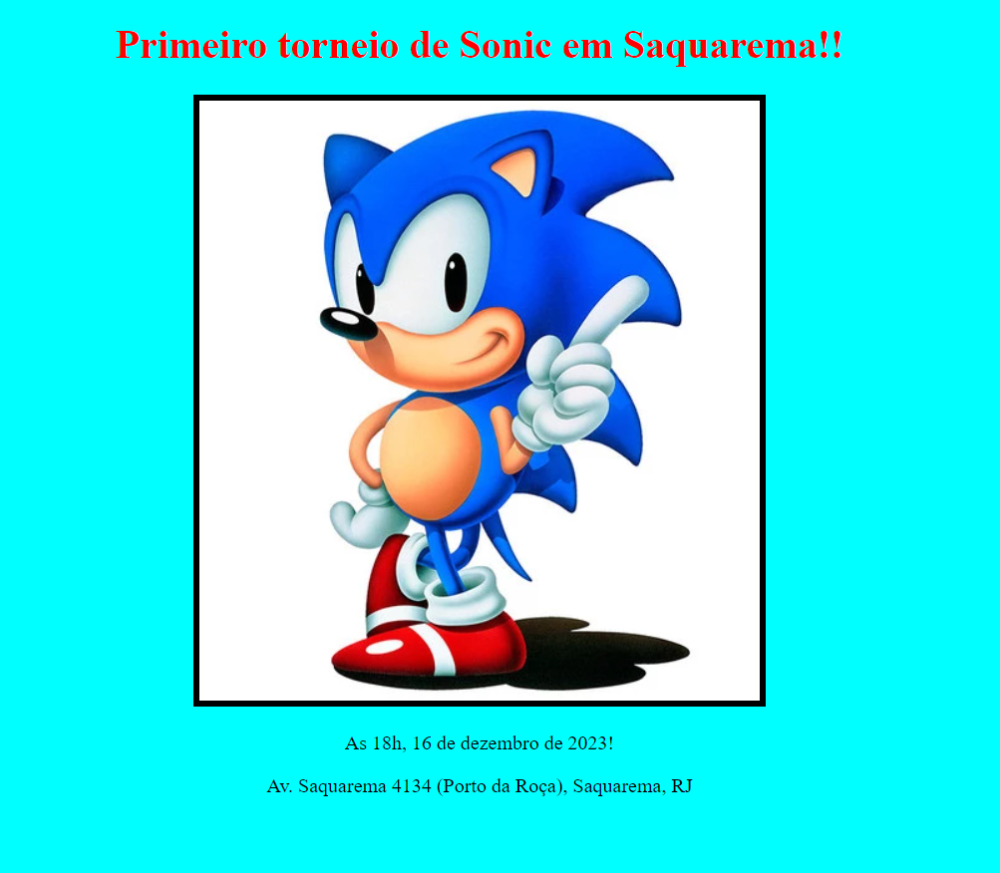 Primeiro torneio de Sonic em Saquarema!!
As 18h, 16 de dezembro de 2023!
Av. Saquarema 4134 (Porto da Roça), Saquarema, RJ